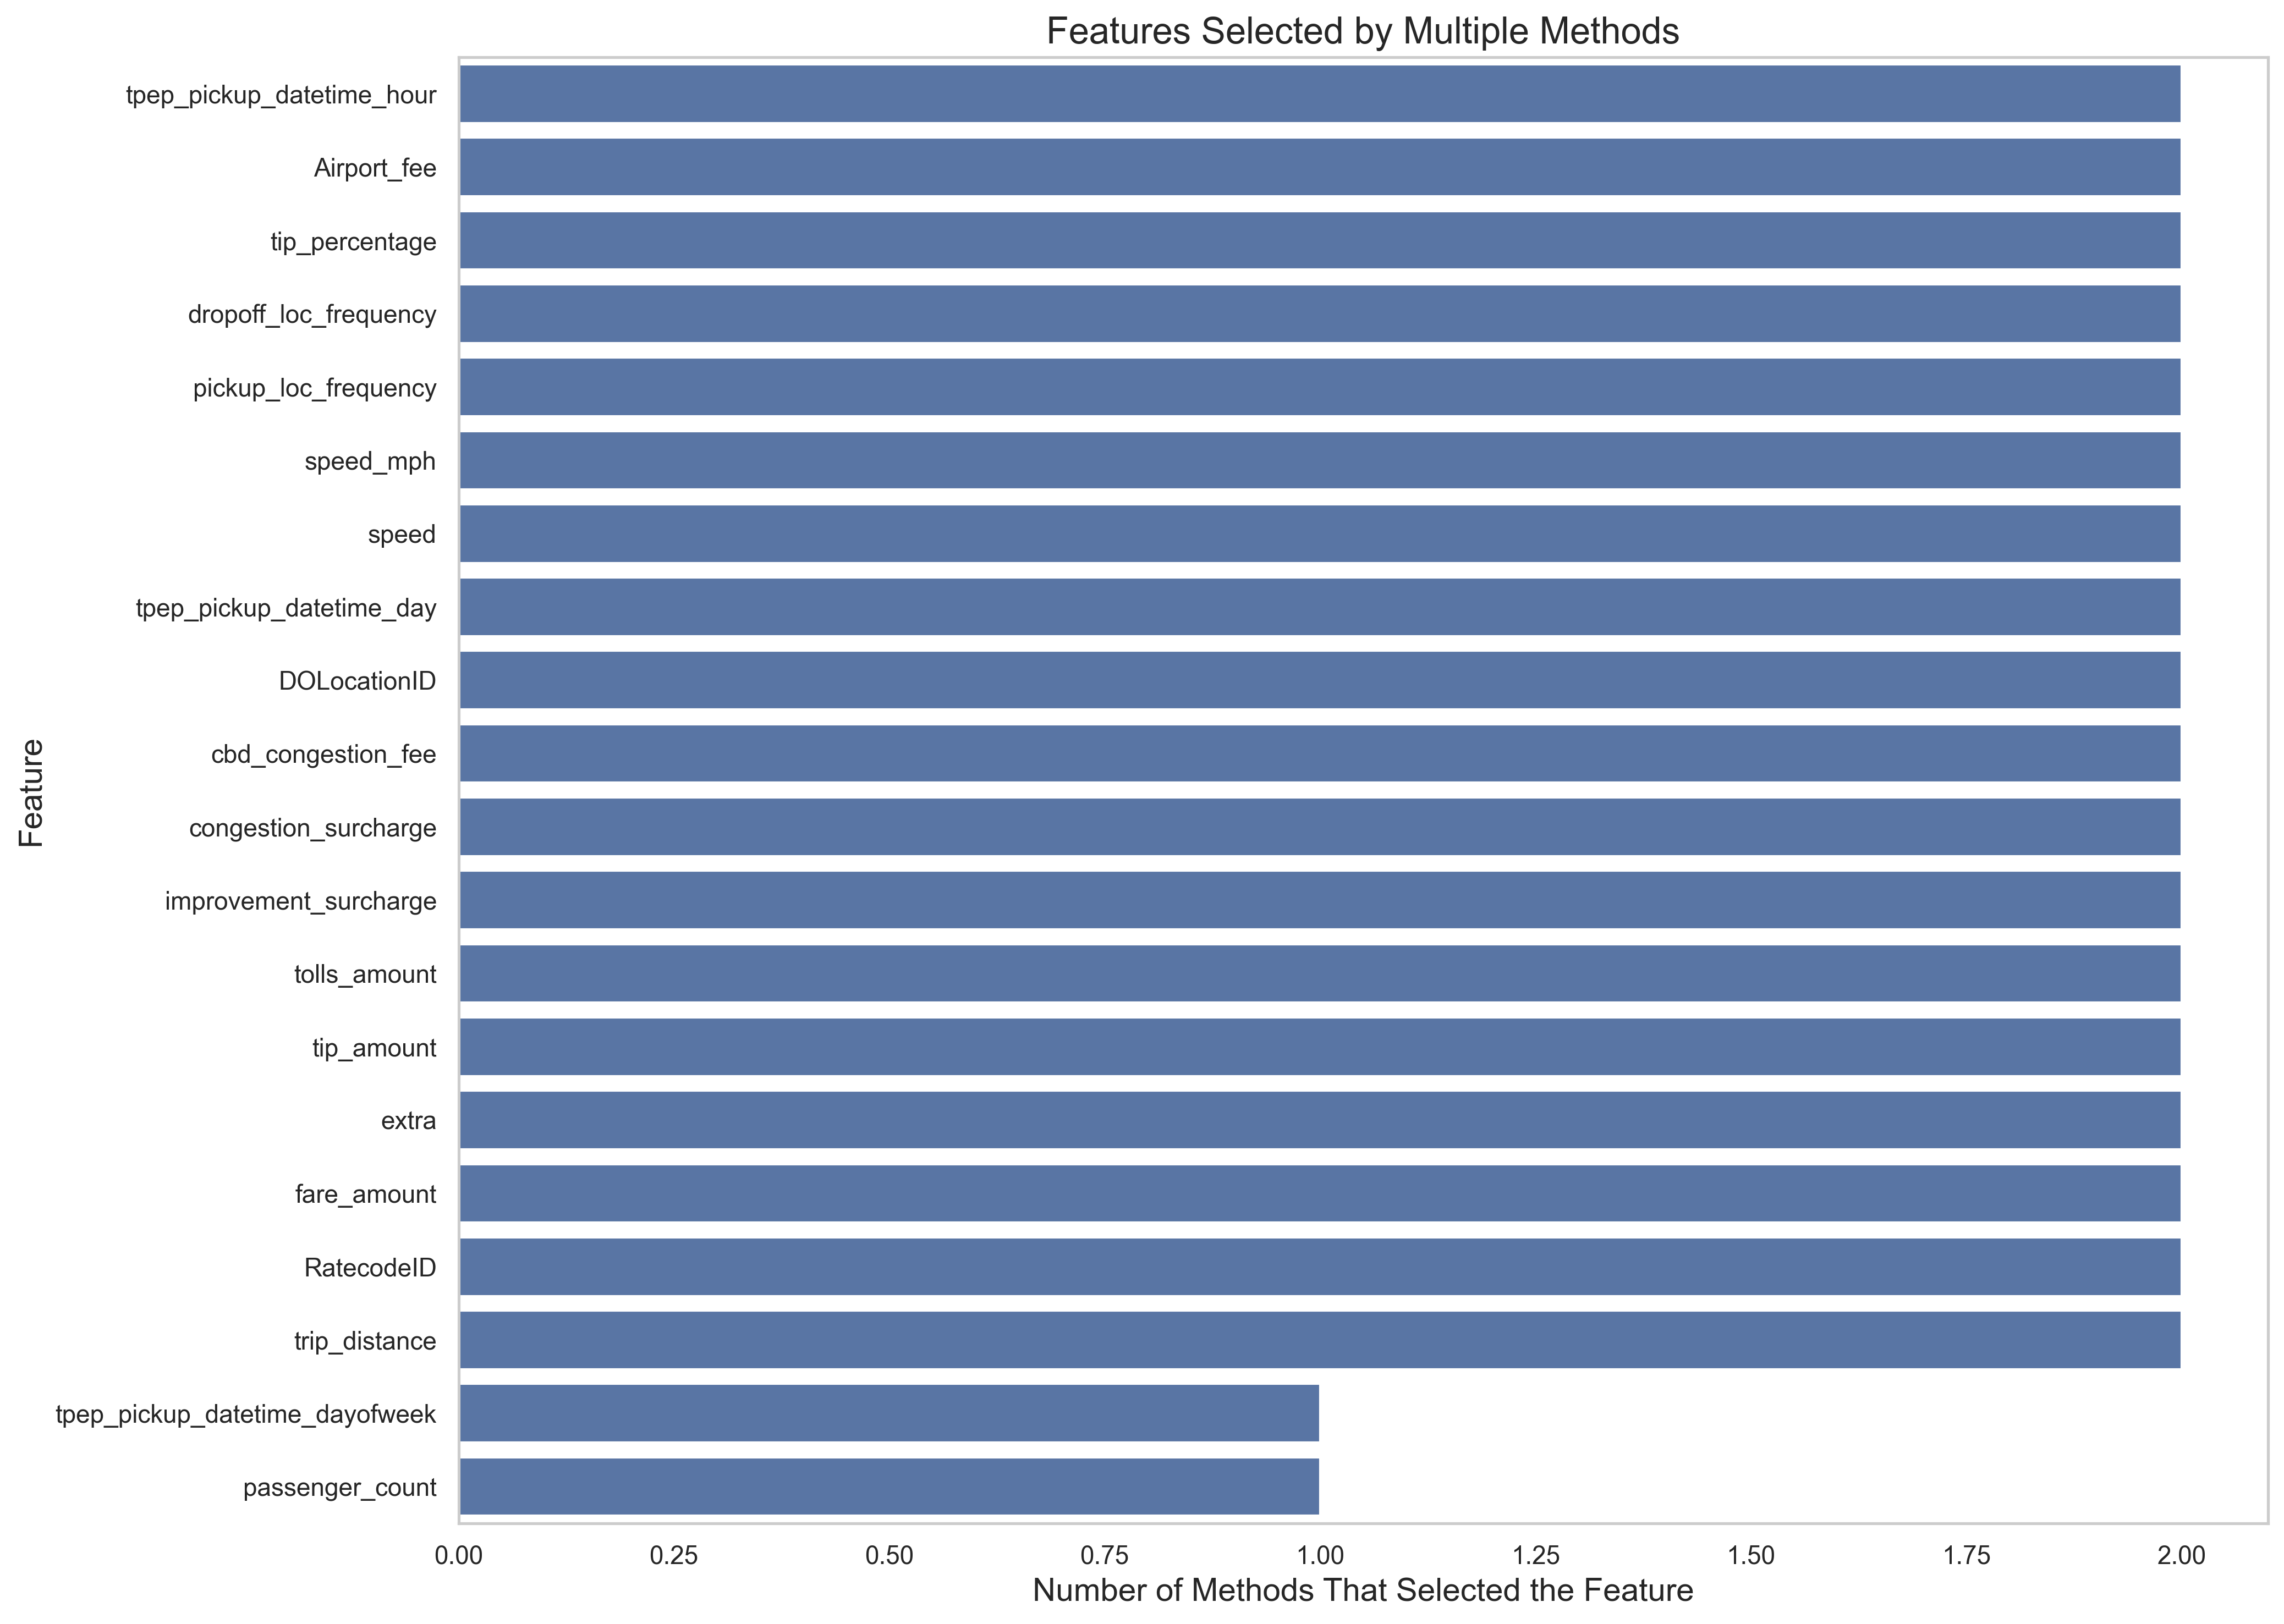 Features Selected by Multiple Methods
tpep_pickup_datetime_hour
Airport_fee
tip_percentage
dropoff_loc_frequency
pickup_loc_frequency
speed_mph
speed
tpep_pickup_datetime_day
DOLocationID
cbd_congestion_fee
congestion_surcharge
improvement_surcharge
tolls_amount
tip_amount
extra
fare_amount
RatecodeID
trip_distance
tpep_pickup_datetime_dayofweek
passenger_count
Feature
0.00 0.25 0.50 0.75 1.00 1.25 1.50 1.75 2.00
Number of Methods That Selected the Feature